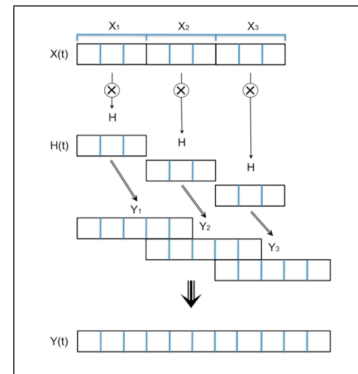 X₁ X₂ X₃
X(t)
H
H(t)
H
H
Y₁
Y₂
Y₃
Y(t)